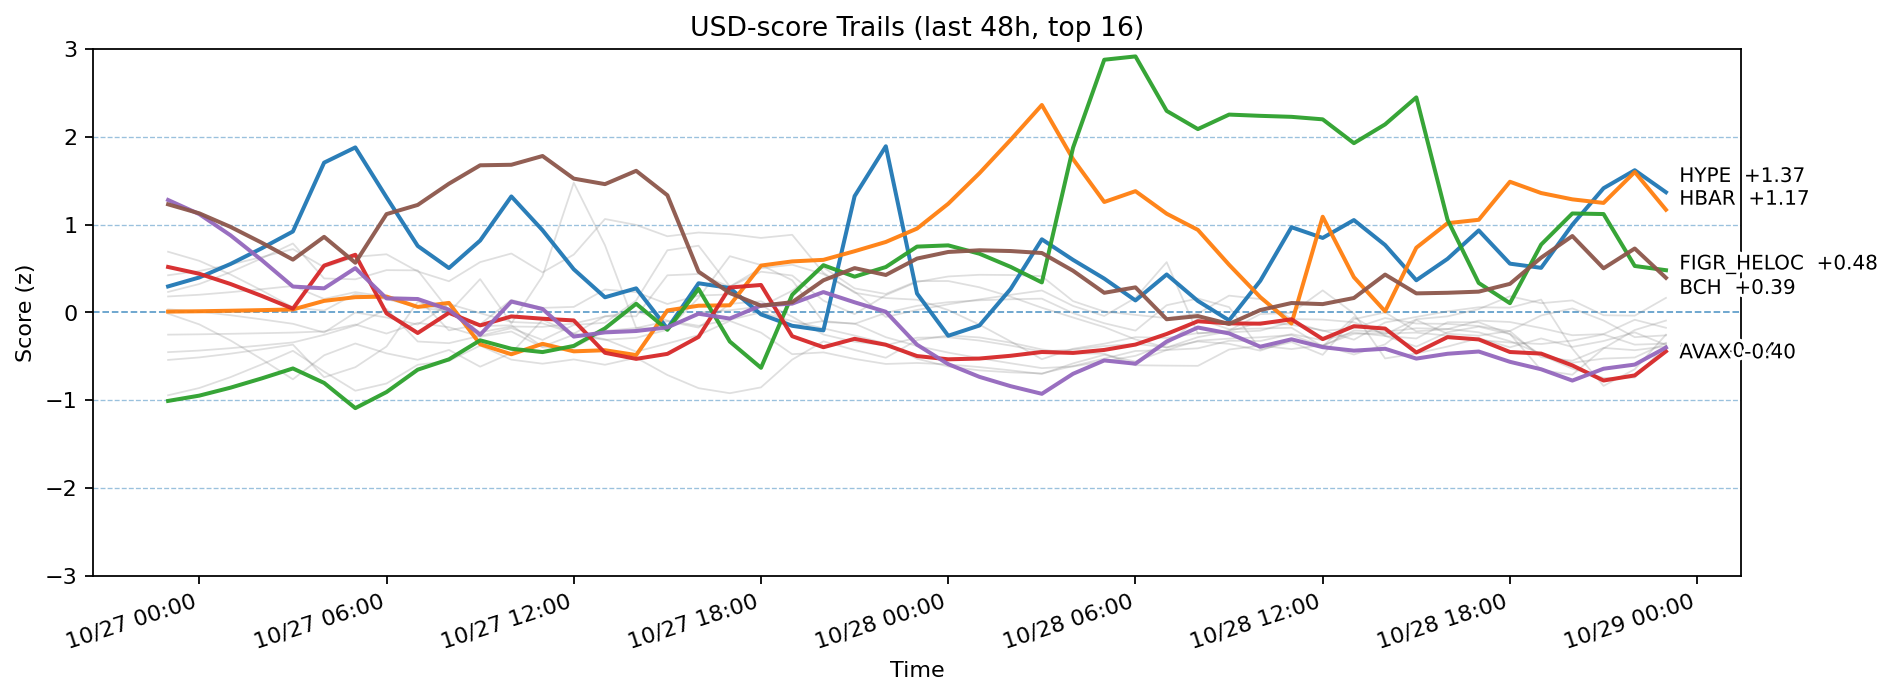 USD-score Trails (last 48h, top 16)
Score (z)
3
2
1
0
−1
−2
−3
HYPE +1.37
HBAR +1.17
FIGR_HELOC +0.48
BCH +0.39
AVAX -0.40
10/27 00:00
10/27 06:00
10/27 12:00
10/27 18:00
10/28 00:00
10/28 06:00
10/28 12:00
10/28 18:00
10/29 00:00
Time